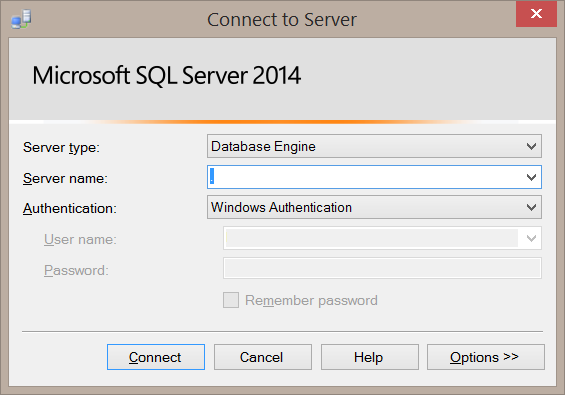 Connect to Server
Microsoft SQL Server 2014
Server type: Database Engine
Server name: .
Authentication: Windows Authentication
User name:
Password:
Remember password
Connect Cancel Help Options >>